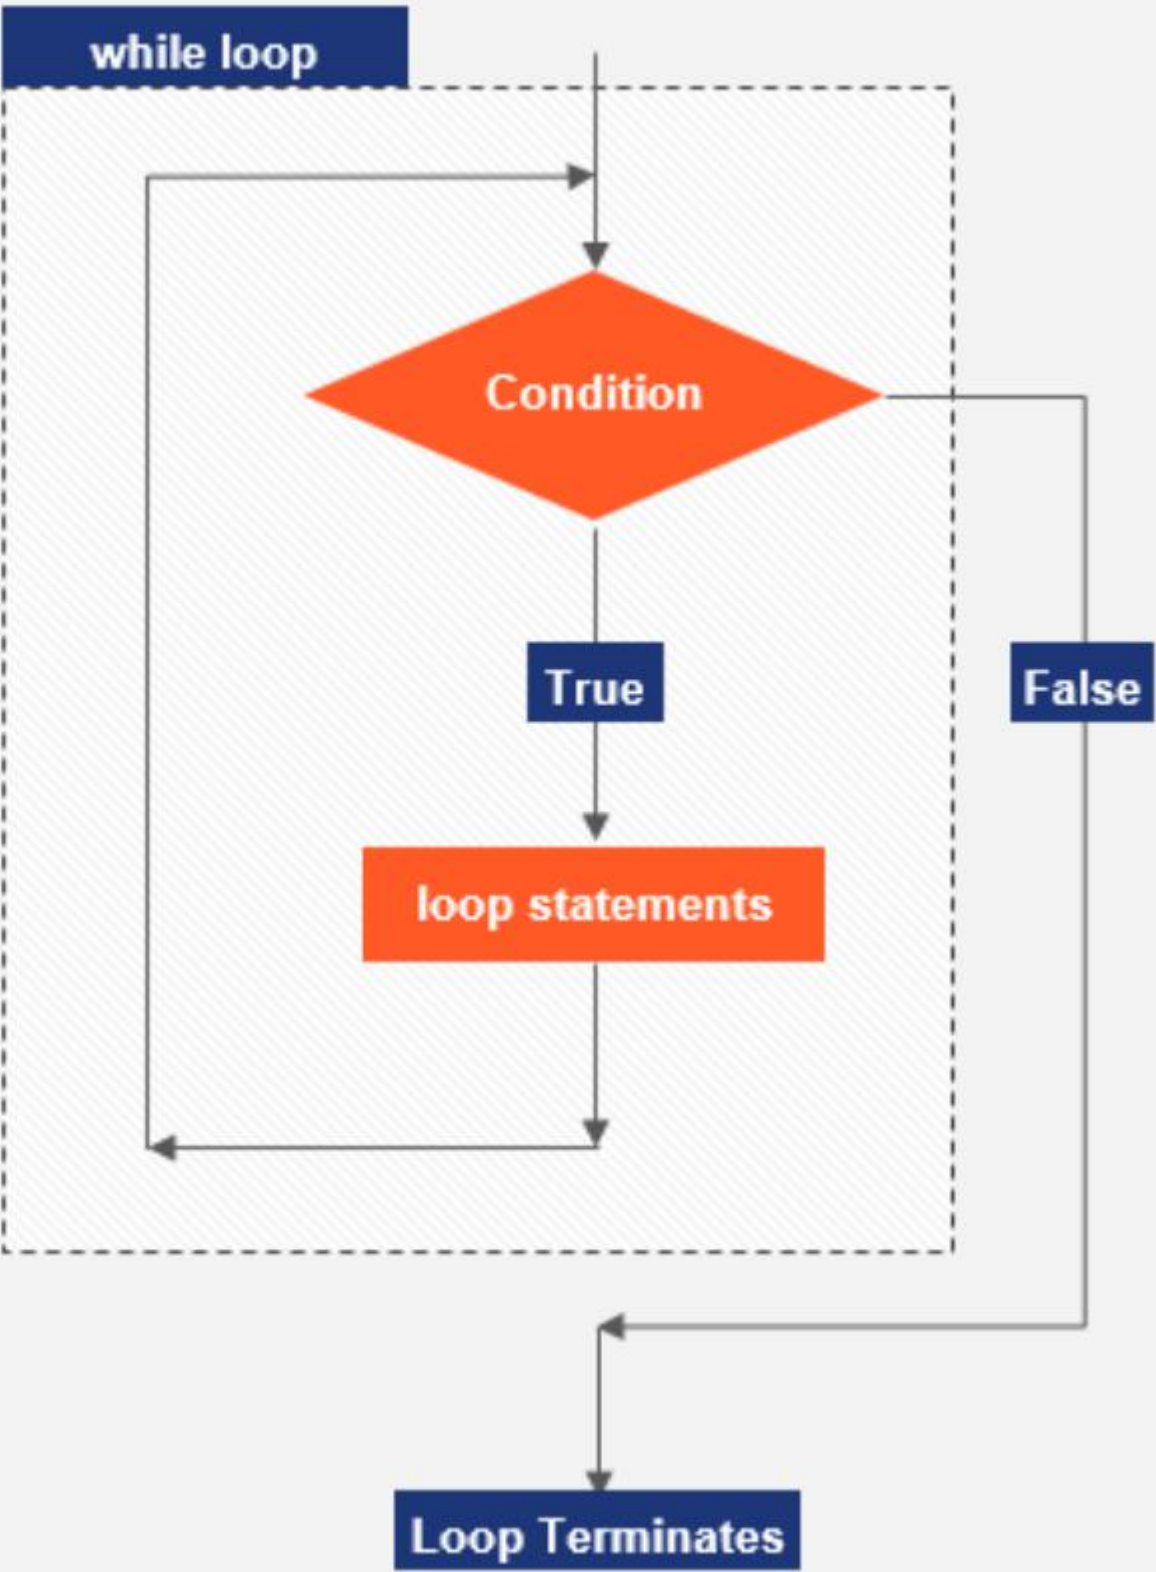 while loop
Condition
True
False
loop statements
Loop Terminates